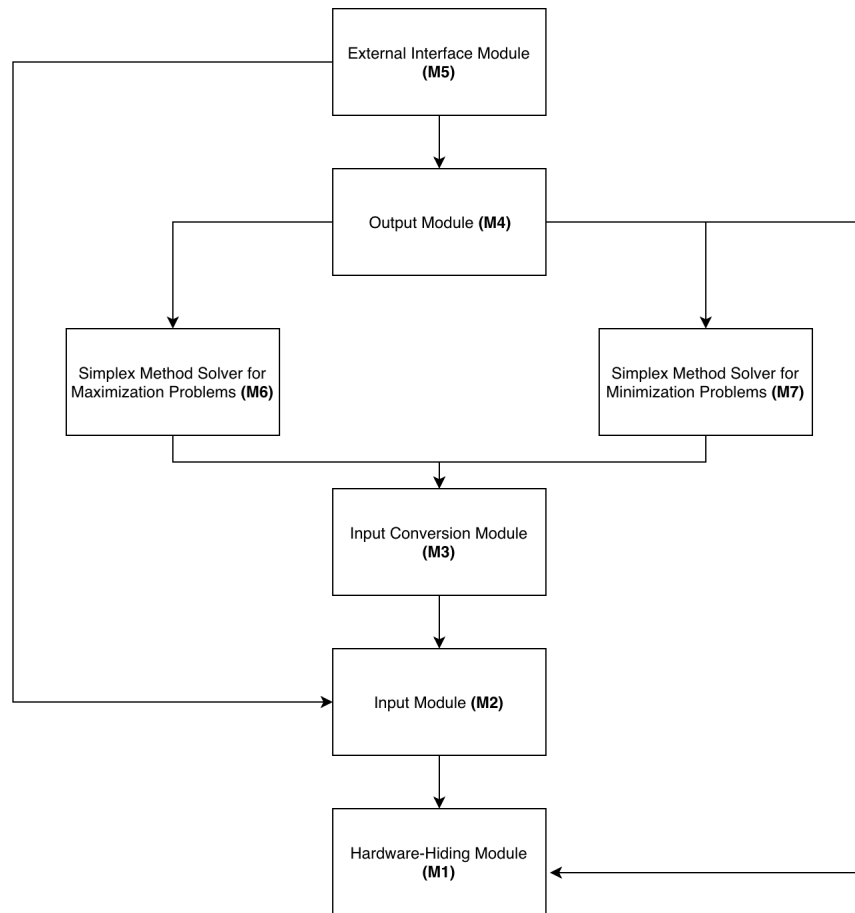 External Interface Module
(M5)
Output Module (M4)
Simplex Method Solver for
Maximization Problems (M6)
Simplex Method Solver for
Minimization Problems (M7)
Input Conversion Module
(M3)
Input Module (M2)
Hardware-Hiding Module
(M1)